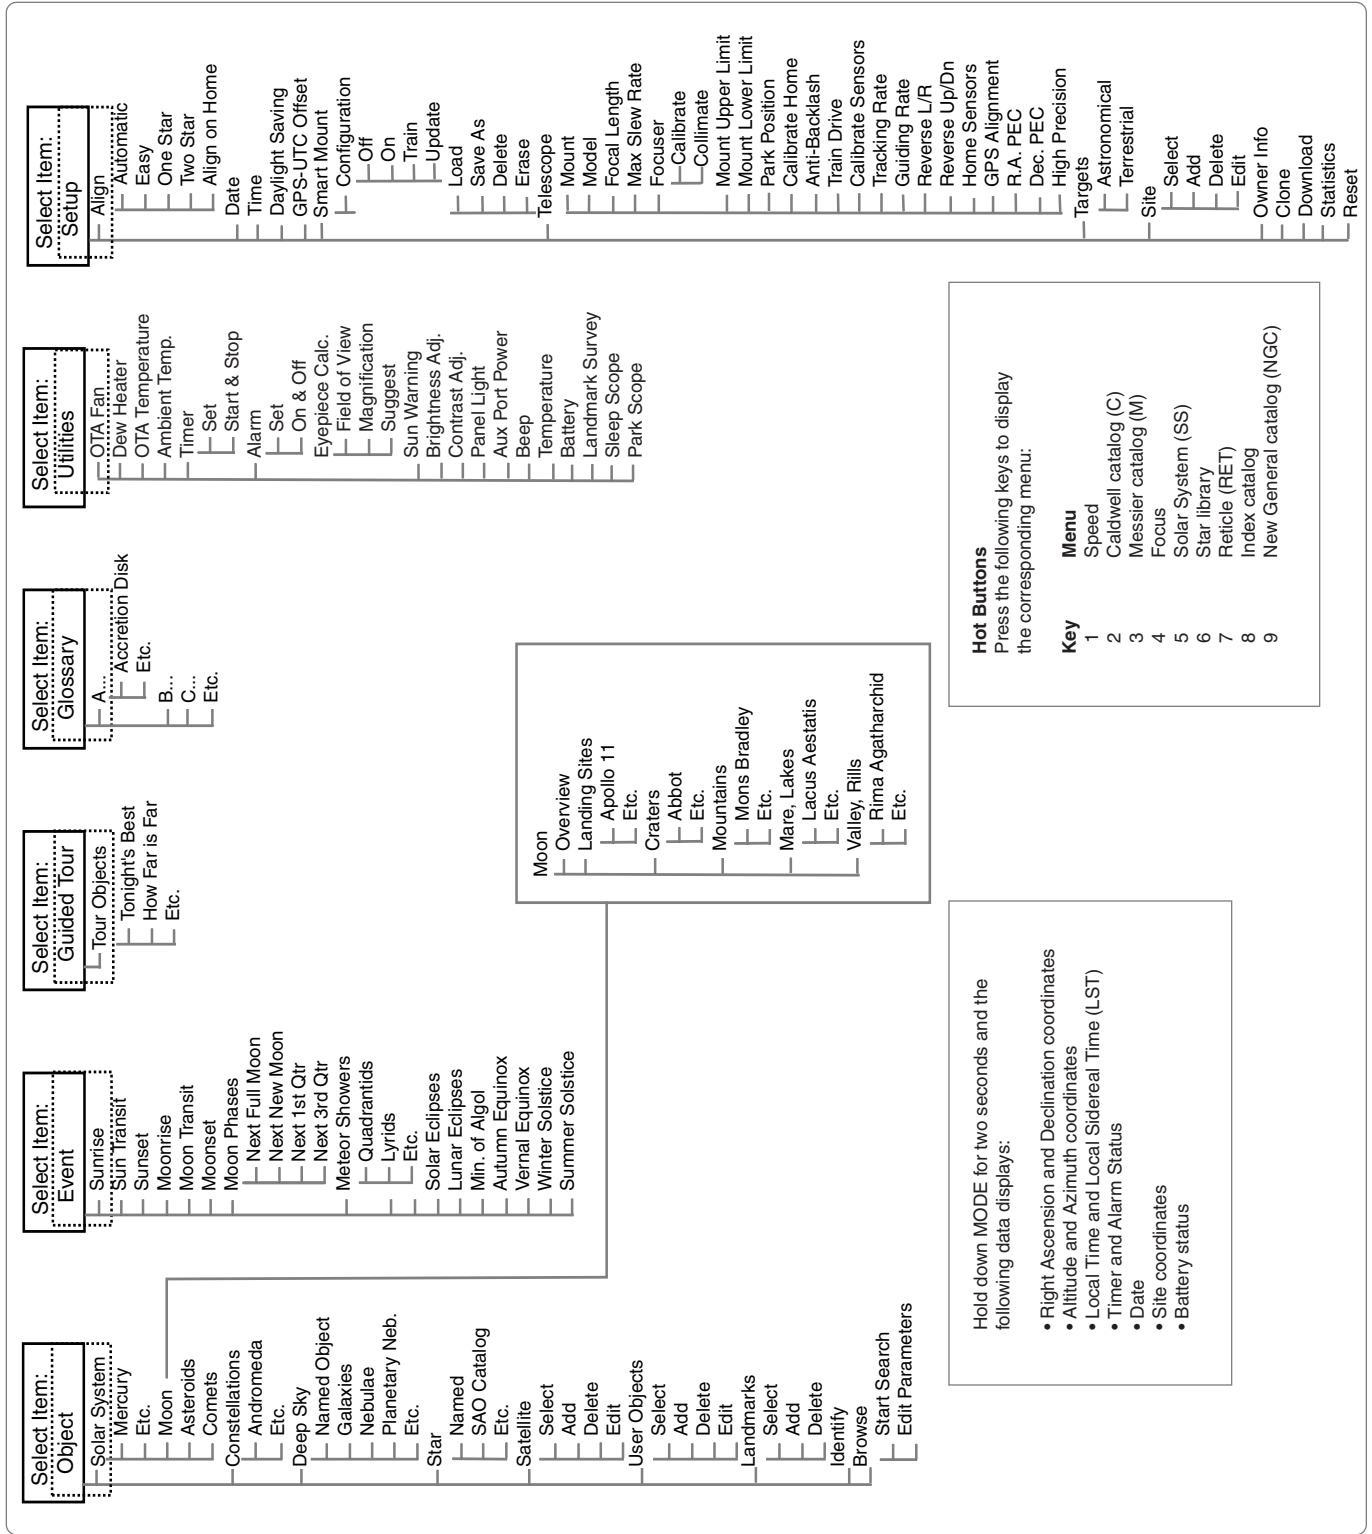 Select Item:
Object
Solar System
Mercury
Etc.
Moon
Asteroids
Comets
Constellations
Andromeda
Etc.
Deep Sky
Named Object
Galaxies
Nebulae
Planetary Neb.
Etc.
Star
Named
SAO Catalog
Etc.
Satellite
Select
Add
Delete
Edit
User Objects
Select
Add
Delete
Edit
Landmarks
Select
Add
Delete
Identify
Browse
Start Search
Edit Parameters
Select Item:
Event
Sunrise
Sun Transit
Sunset
Moonrise
Moon Transit
Moonset
Moon Phases
Next Full Moon
Next New Moon
Next 1st Qtr
Next 3rd Qtr
Meteor Showers
Quadrantids
Lyrids
Etc.
Solar Eclipses
Lunar Eclipses
Min. of Algol
Autumn Equinox
Vernal Equinox
Winter Solstice
Summer Solstice
Select Item:
Guided Tour
Tour Objects
Tonight's Best
How Far is Far
Etc.
Select Item:
Glossary
A...
Accretion Disk
Etc.
B...
C...
Etc.
Select Item:
Utilities
OTA Fan
Dew Heater
OTA Temperature
Ambient Temp.
Timer
Set
Start & Stop
Alarm
Set
On & Off
Eyepiece Calc.
Field of View
Magnification
Suggest
Sun Warning
Brightness Adj.
Contrast Adj.
Panel Light
Aux Port Power
Beep
Temperature
Battery
Landmark Survey
Sleep Scope
Park Scope
Select Item:
Setup
Align
Automatic
Easy
One Star
Two Star
Align on Home
Date
Time
Daylight Saving
GPS-UTC Offset
Smart Mount
Configuration
Off
On
Train
Update
Load
Save As
Delete
Erase
Telescope
Mount
Model
Focal Length
Max Slew Rate
Focuser
Calibrate
Collimate
Mount Upper Limit
Mount Lower Limit
Park Position
Calibrate Home
Anti-Backlash
Train Drive
Calibrate Sensors
Tracking Rate
Guiding Rate
Reverse L/R
Reverse Up/Dn
Home Sensors
GPS Alignment
R.A. PEC
Dec. PEC
High Precision
Targets
Astronomical
Terrestrial
Site
Select
Add
Delete
Edit
Owner Info
Clone
Download
Statistics
Reset
Moon
Overview
Landing Sites
Apollo 11
Etc.
Craters
Abbot
Etc.
Mountains
Mons Bradley
Etc.
Mare, Lakes
Lacus Aestatis
Etc.
Valley, Rills
Rima Agatharchid
Etc.
Hold down MODE for two seconds and the
following data displays:
• Right Ascension and Declination coordinates
• Altitude and Azimuth coordinates
• Local Time and Local Sidereal Time (LST)
• Timer and Alarm Status
• Date
• Site coordinates
• Battery status
Hot Buttons
Press the following keys to display
the corresponding menu:
Key Menu
1 Speed
2 Caldwell catalog (C)
3 Messier catalog (M)
4 Focus
5 Solar System (SS)
6 Star library
7 Reticle (RET)
8 Index catalog
9 New General catalog (NGC)